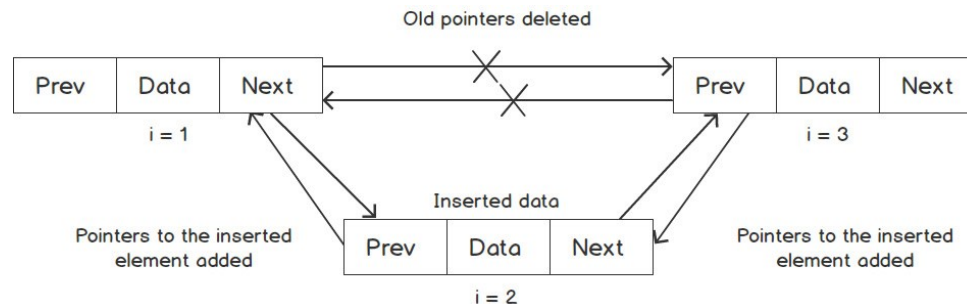 Old pointers deleted
Prev Data Next
Prev Data Next
i = 1
i = 3
Inserted data
Pointers to the inserted
element added
Pointers to the inserted
element added
Prev Data Next
i = 2